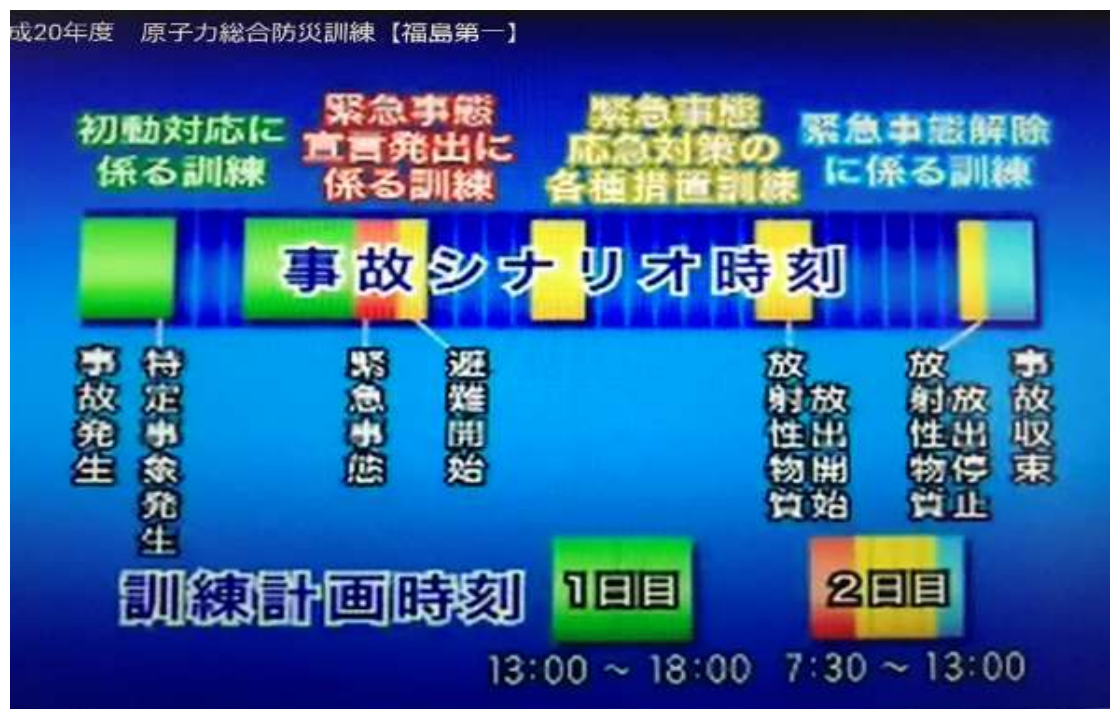 成20年度 原子力総合防災訓練【福島第一】
初動対応に
係る訓練
緊急事態
宣言発出に
係る訓練
緊急事態
応急対策の
各種措置訓練
緊急事態解除
に係る訓練
事故シナリオ時刻
事故発生
特定事象発生
緊急事態
避難開始
放射性物質
放出開始
放射性物質
放出停止
事故収束
訓練計画時刻
1日目
2日目
13:00 ~ 18:00
7:30 ~ 13:00